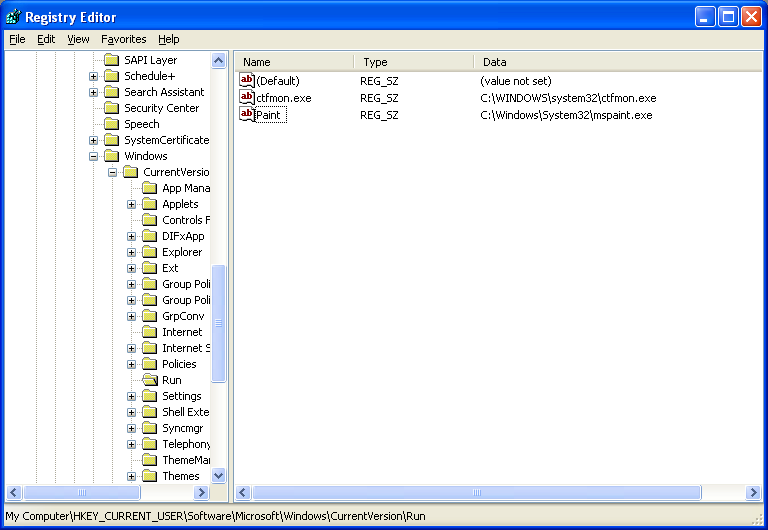 Registry Editor
File Edit View Favorites Help
SAPI Layer
Schedule+
Search Assistant
Security Center
Speech
SystemCertificate
Windows
CurrentVersio
App Mana
Applets
Controls F
DIFxApp
Explorer
Ext
Group Poli
Group Poli
GrpConv
Internet
Internet S
Policies
Run
Settings
Shell Exte
Syncmgr
Telephony
ThemeMan
Themes
Name Type Data
ab (Default) REG_SZ (value not set)
ab ctfmon.exe REG_SZ C:\WINDOWS\system32\ctfmon.exe
ab Paint REG_SZ C:\Windows\System32\mspaint.exe
My Computer\HKEY_CURRENT_USER\Software\Microsoft\Windows\CurrentVersion\Run